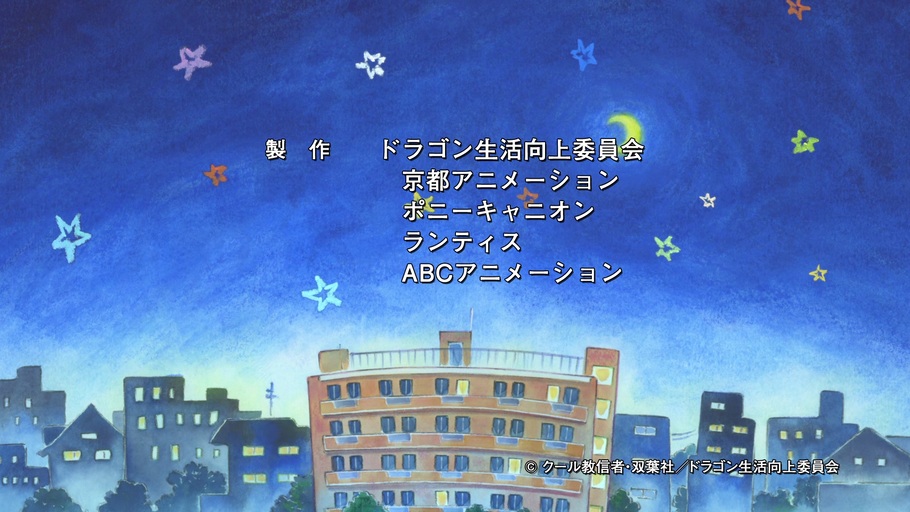 製　作　　ドラゴン生活向上委員会
京都アニメーション
ポニーキャニオン
ランティス
ABCアニメーション
© クール教信者・双葉社／ドラゴン生活向上委員会